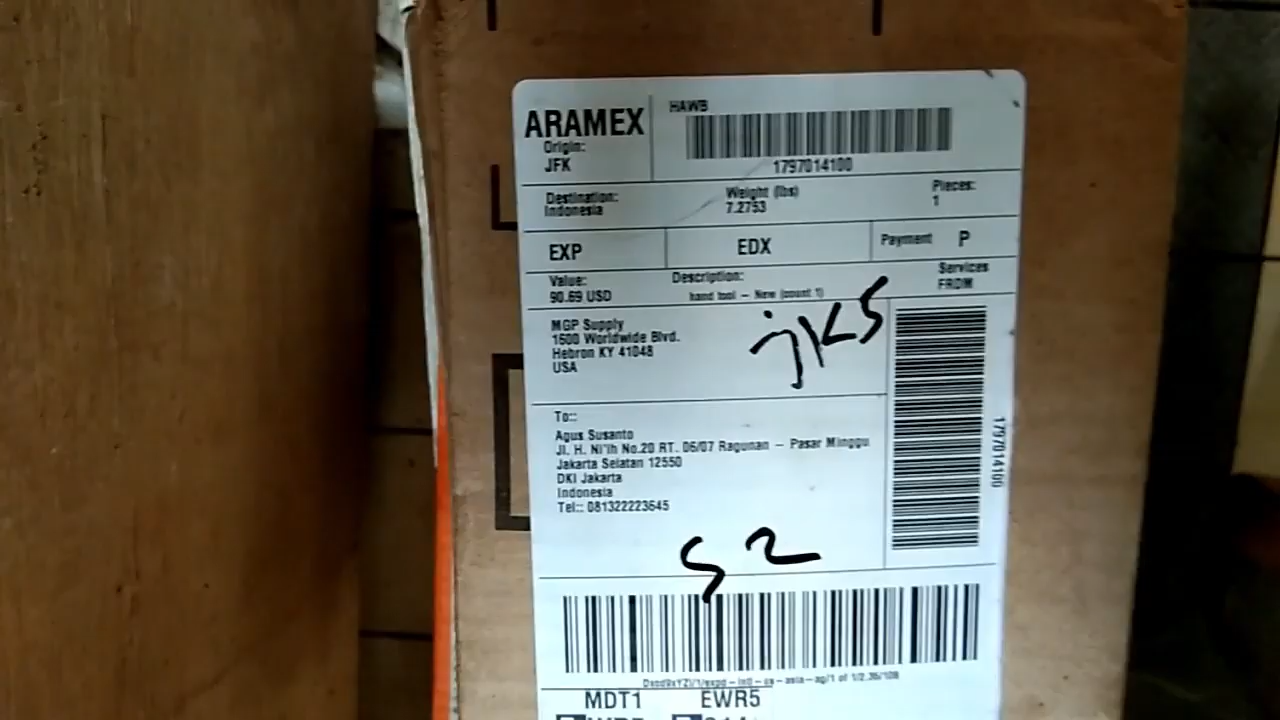 ARAMEX
HAWB
Origin:
JFK
1797014100
Destination:
Indonesia
Weight (lbs)
7.2753
Pieces:
1
EXP
EDX
Payment P
Value:
90.69 USD
Description:
hand tool - New (count 1)
Services
FRDM
MGP Supply
1600 Worldwide Blvd.
Hebron KY 41048
USA
jks
To::
Agus Susanto
Jl. H. Ni'ih No.20 RT. 06/07 Ragunan - Pasar Minggu
Jakarta Selatan 12550
DKI Jakarta
Indonesia
Tel:: 081322223645
1797014100
S2
MDT1 EWR5